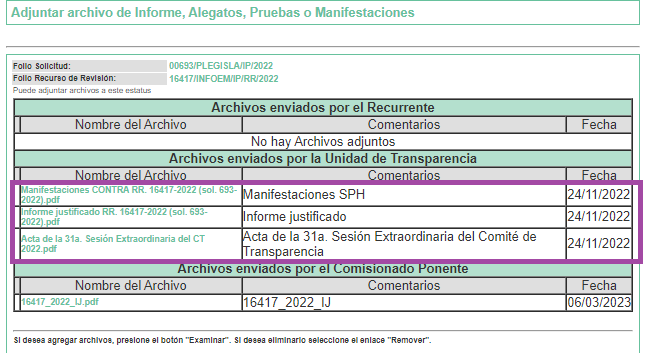 Adjuntar archivo de Informe, Alegatos, Pruebas o Manifestaciones
Folio Solicitud: 00693/PLEGISLA/IP/2022
Folio Recurso de Revisión: 16417/INFOEM/IP/RR/2022
Puede adjuntar archivos a este estatus
Archivos enviados por el Recurrente
Nombre del Archivo Comentarios Fecha
No hay Archivos adjuntos
Archivos enviados por la Unidad de Transparencia
Nombre del Archivo Comentarios Fecha
Manifestaciones CONTRA RR. 16417-2022 (sol. 693-
2022).pdf
Manifestaciones SPH
24/11/2022
Informe justificado RR. 16417-2022 (sol. 693-
2022).pdf
Informe justificado
24/11/2022
Acta de la 31a. Sesión Extraordinaria del CT
2022.pdf
Acta de la 31a. Sesión Extraordinaria del Comité de
Transparencia
24/11/2022
Archivos enviados por el Comisionado Ponente
Nombre del Archivo Comentarios Fecha
16417_2022_IJ.pdf 16417_2022_IJ 06/03/2023
Si desea agregar archivos, presione el botón "Examinar". Si desea eliminarlo seleccione el enlace "Remover".